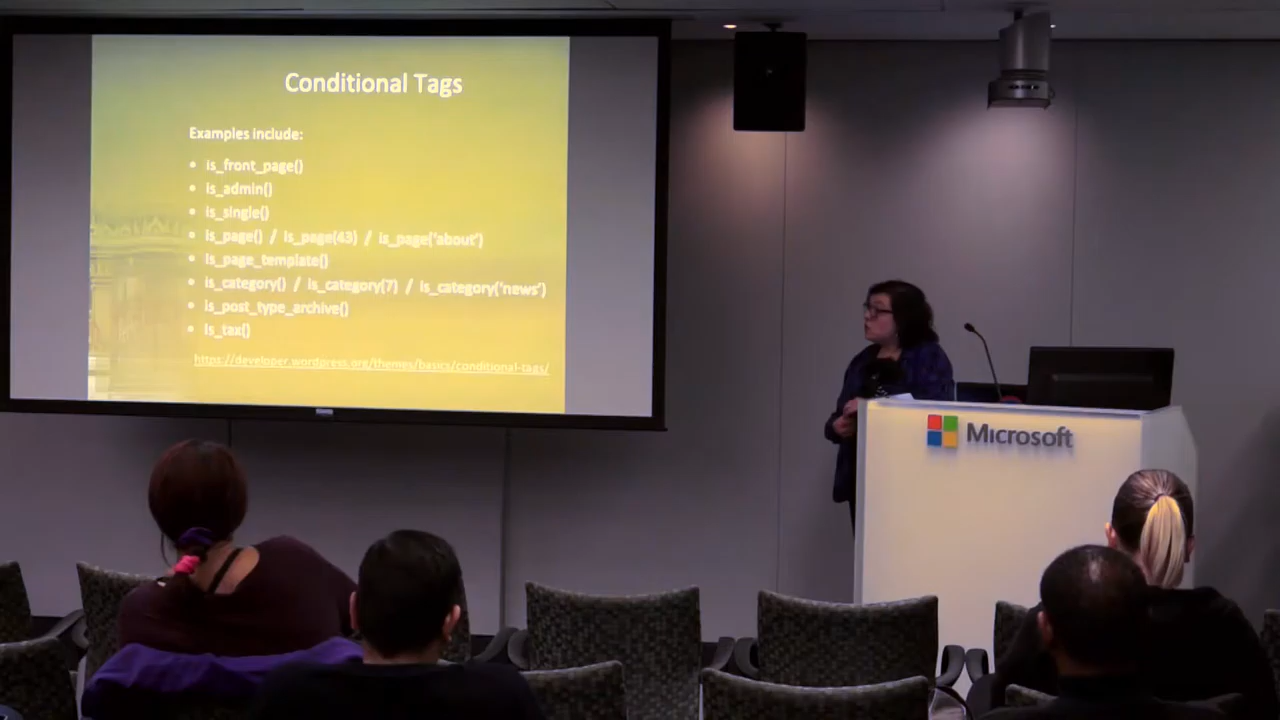 Conditional Tags
Examples include:
• is_front_page()
• is_admin()
• is_single()
• is_page() / is_page(43) / is_page('about')
• is_page_template()
• is_category() / is_category(7) / is_category('news')
• is_post_type_archive()
• is_tax()
https://developer.wordpress.org/themes/basics/conditional-tags/
Microsoft